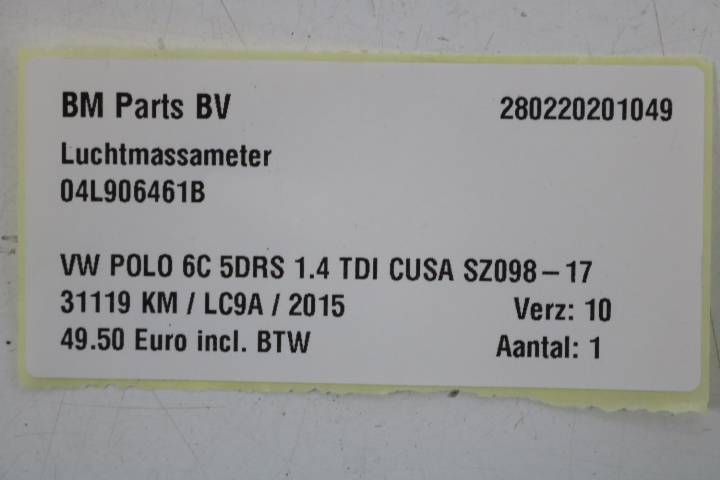 BM Parts BV 280220201049
Luchtmassameter
04L906461B
VW POLO 6C 5DRS 1.4 TDI CUSA SZ098-17
31119 KM / LC9A / 2015 Verz: 10
49.50 Euro incl. BTW Aantal: 1